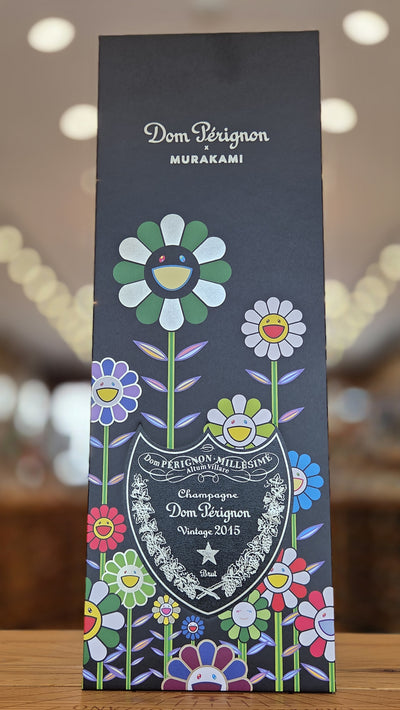 Dom Pérignon
x
MURAKAMI
Dom PÉRIGNON · MILLÉSIMÉ
Altum Villare
Champagne
Dom Pérignon
Vintage 2015
Brut